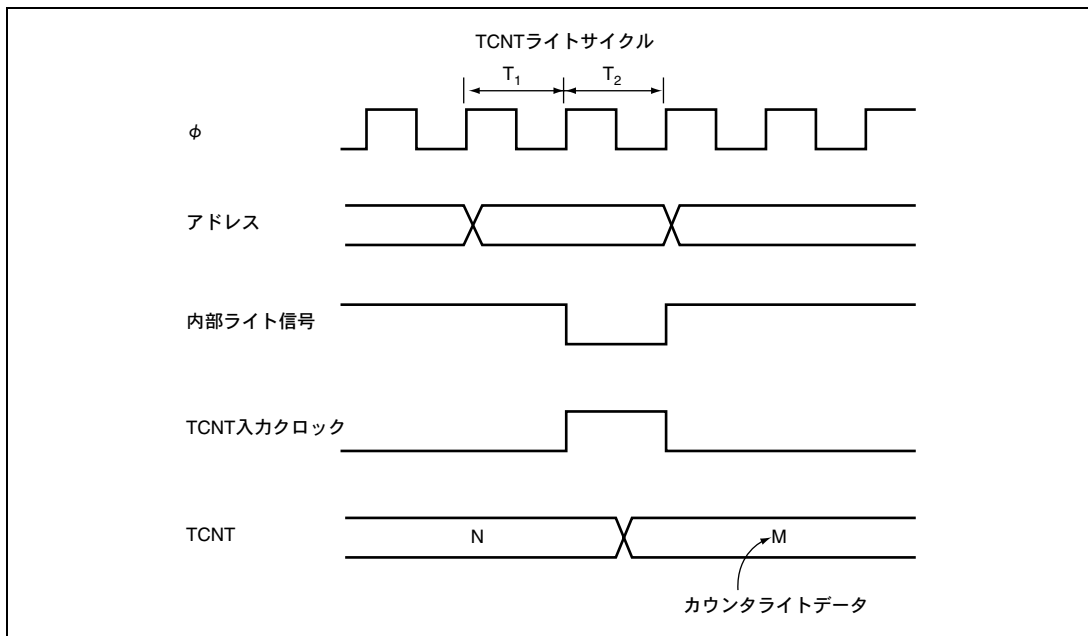 TCNTライトサイクル
T1 T2
φ
アドレス
内部ライト信号
TCNT入力クロック
TCNT N M
カウンタライトデータ